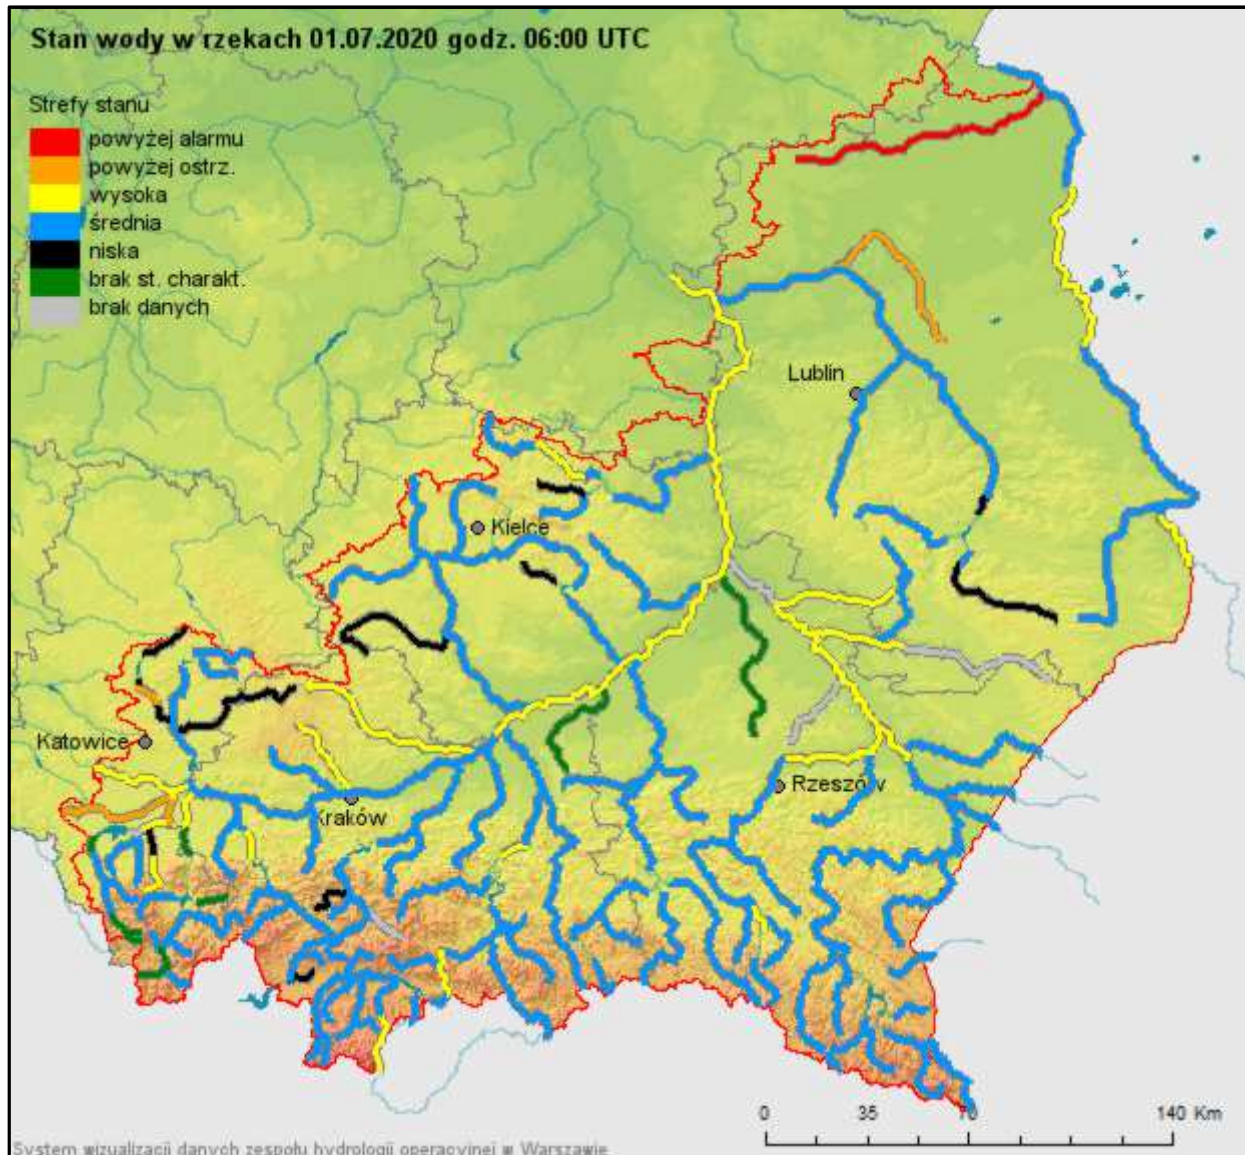 Stan wody w rzekach 01.07.2020 godz. 06:00 UTC
Strefy stanu
powyżej alarmu
powyżej ostrz.
wysoka
średnia
niska
brak st. charakt.
brak danych
Lublin
Kielce
Katowice
Rzeszów
Kraków
0 35 70 140 Km
System wizualizacji danych zespołu hydrologii operacyjnej w Warszawie